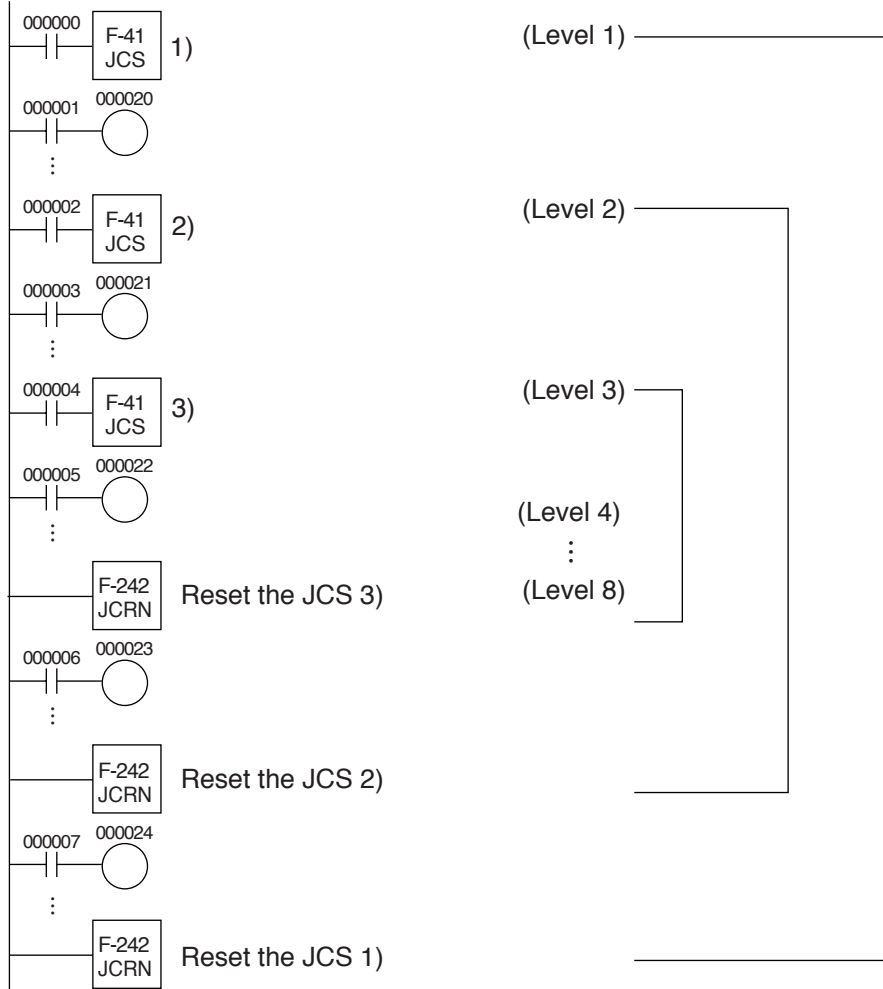 000000
F-41
JCS
1)
(Level 1)
000001
000020
⋮
000002
F-41
JCS
2)
(Level 2)
000003
000021
⋮
000004
F-41
JCS
3)
(Level 3)
000005
000022
⋮
(Level 4)
⋮
F-242
JCRN
Reset the JCS 3)
(Level 8)
000006
000023
⋮
F-242
JCRN
Reset the JCS 2)
000007
000024
⋮
F-242
JCRN
Reset the JCS 1)